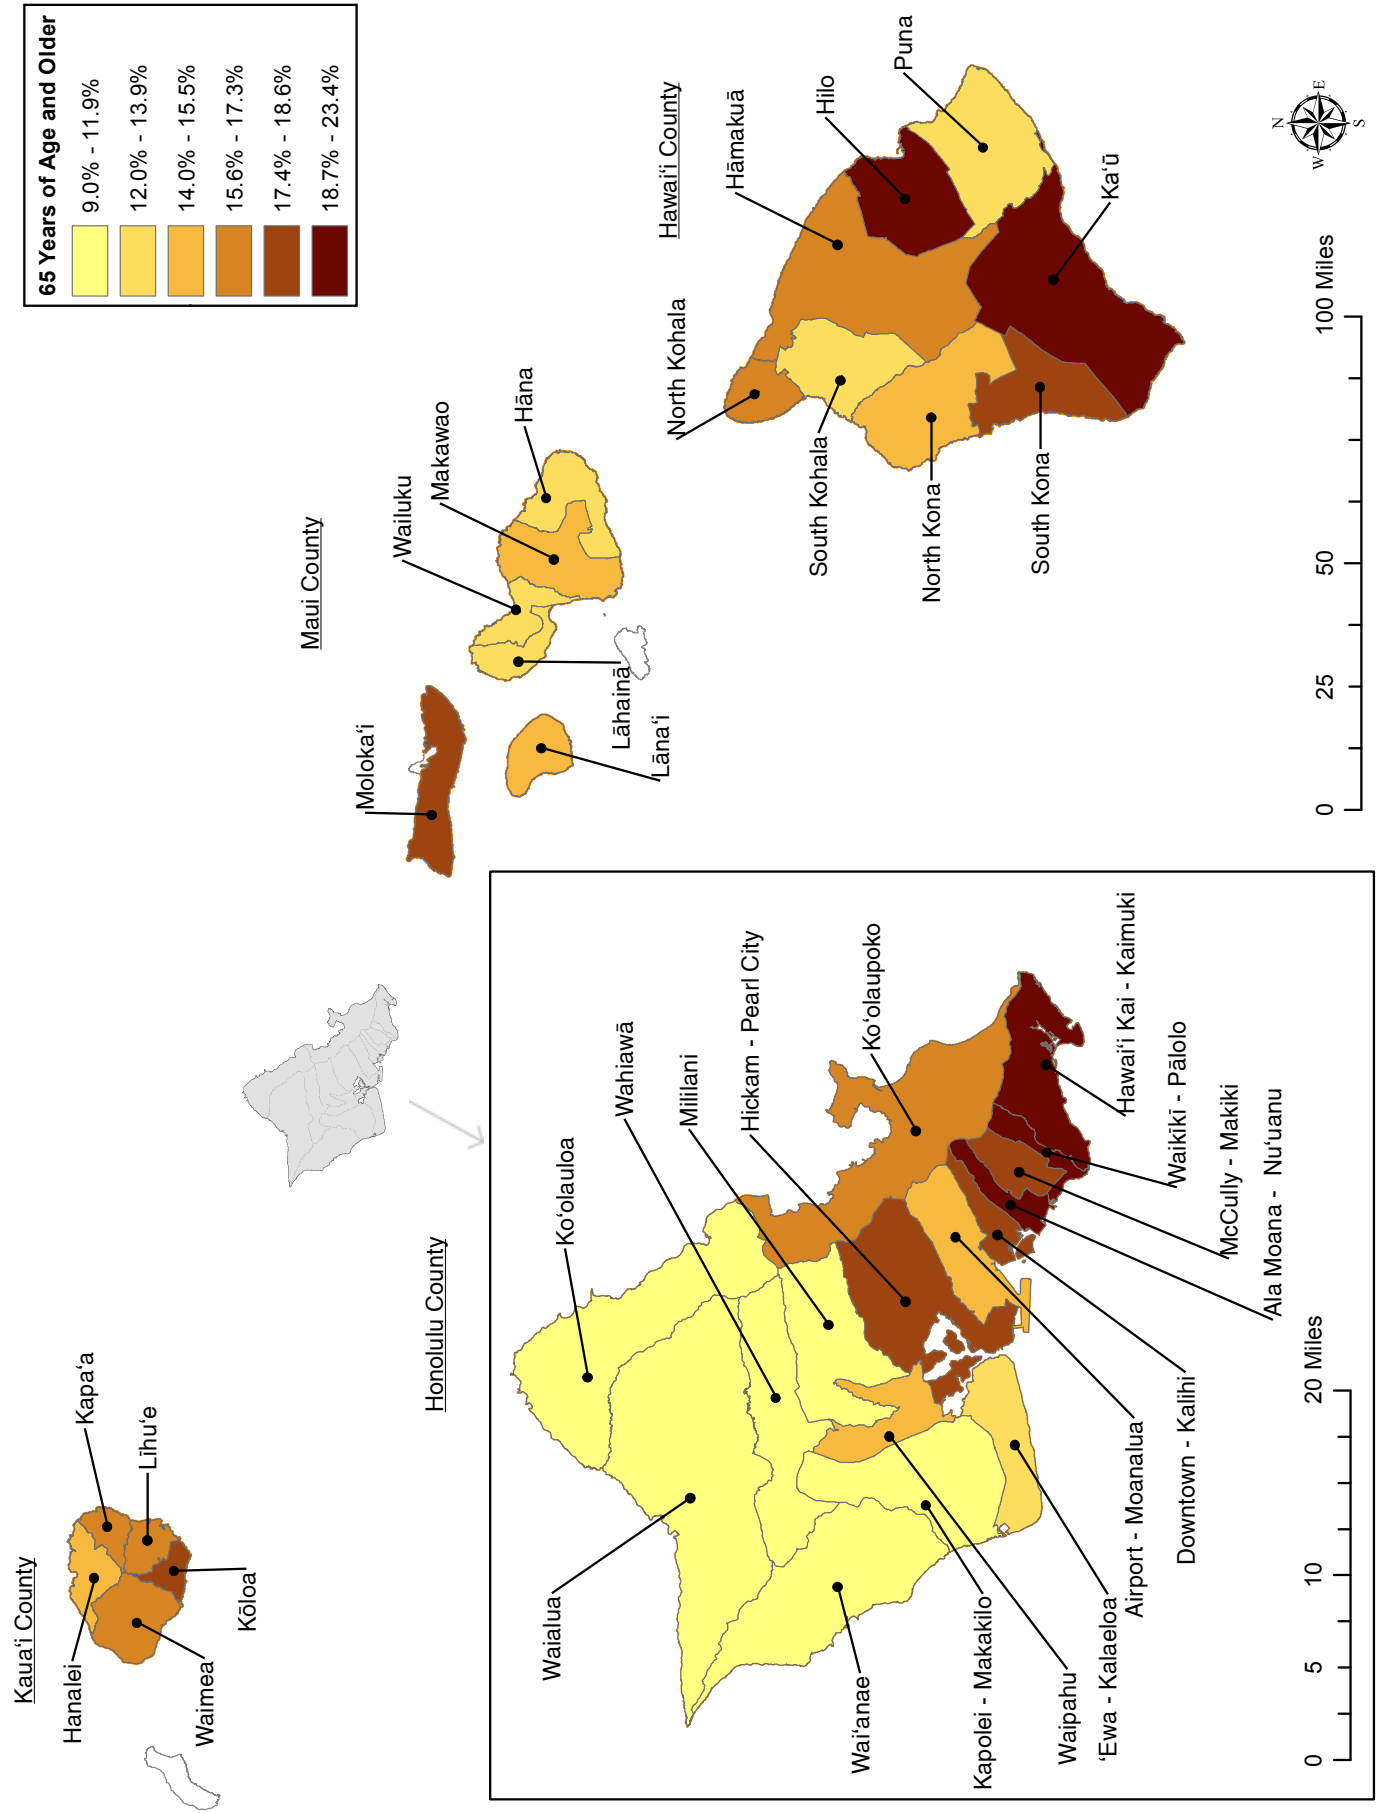 Kauaʻi County
Hanalei
Kapaʻa
Līhuʻe
Kōloa
Waimea
Honolulu County
Koʻolauloa
Wahiawā
Mililani
Hickam - Pearl City
Koʻolaupoko
Hawaiʻi Kai - Kaimuki
Waikīkī - Pālolo
McCully - Makiki
Ala Moana - Nuʻuanu
Downtown - Kalihi
Airport - Moanalua
ʻEwa - Kalaeloa
Waipahu
Kapolei - Makakilo
Waiʻanae
Waialua
0 5 10 20 Miles
Maui County
Molokaʻi
Wailuku
Makawao
Hāna
Lāhainā
Lānaʻi
65 Years of Age and Older
9.0% - 11.9%
12.0% - 13.9%
14.0% - 15.5%
15.6% - 17.3%
17.4% - 18.6%
18.7% - 23.4%
Hawaiʻi County
North Kohala
Hāmakuā
Hilo
Puna
Kaʻū
South Kohala
North Kona
South Kona
0 25 50 100 Miles
N
W E
S